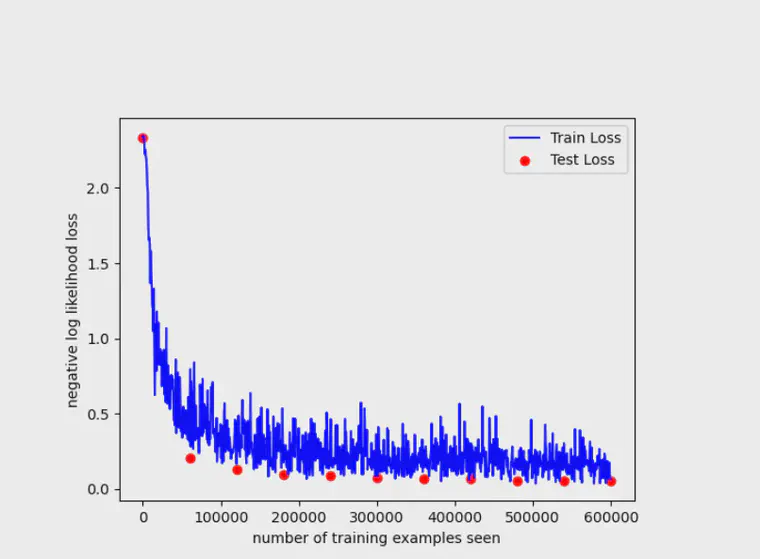 Train Loss
Test Loss
negative log likelihood loss
2.0
1.5
1.0
0.5
0.0
0 100000 200000 300000 400000 500000 600000
number of training examples seen